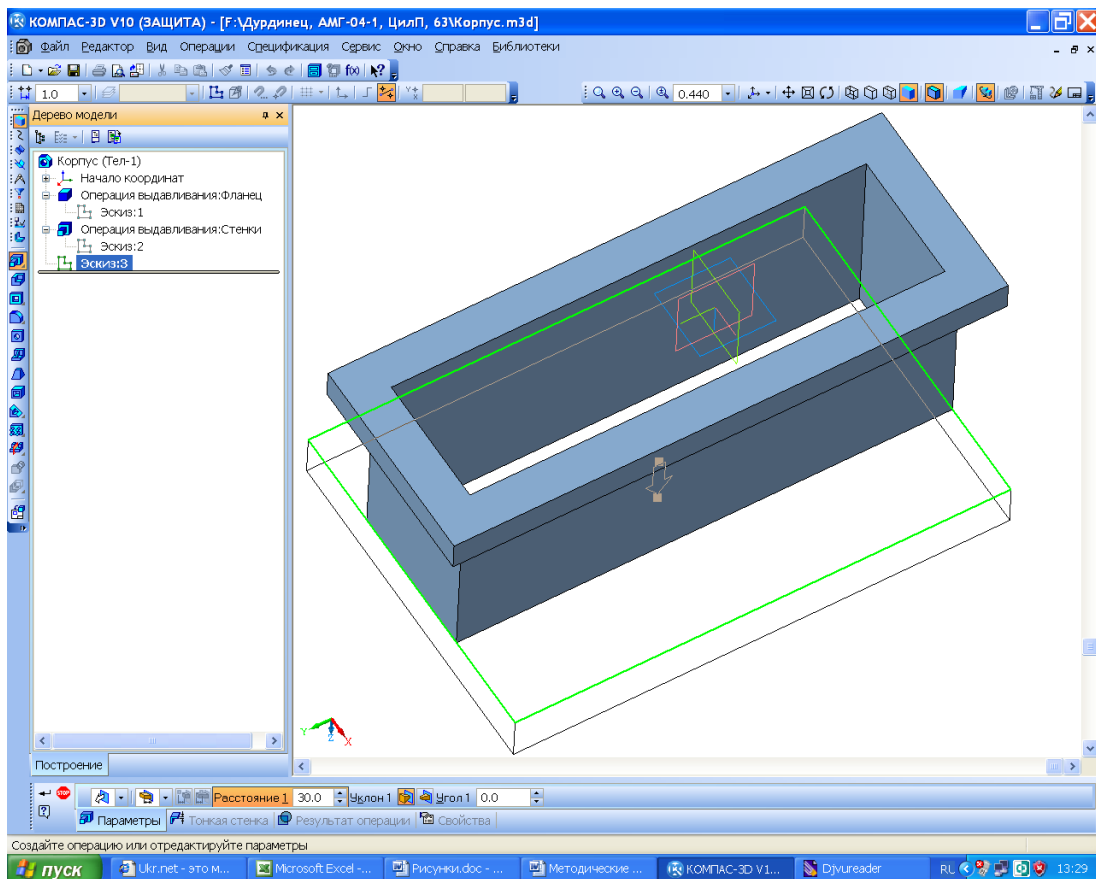 КОМПАС-3D V10 (ЗАЩИТА) - [F:\Дурдинец, АМГ-04-1, ЦилП, 63\Корпус.m3d]
Файл Редактор Вид Операции Спецификация Сервис Окно Справка Библиотеки
1.0 0.440
Дерево модели
Корпус (Тел-1)
Начало координат
Операция выдавливания:Фланец
Эскиз:1
Операция выдавливания:Стенки
Эскиз:2
Эскиз:3
Y Z X
Построение
STOP Расстояние 1 30.0 Уклон 1 Угол 1 0.0
Параметры Тонкая стенка Результат операции Свойства
Создайте операцию или отредактируйте параметры
пуск Ukr.net - это м... Microsoft Excel -... Рисунки.doc - ... Методические ... КОМПАС-3D V1... Djvureader RU 13:29